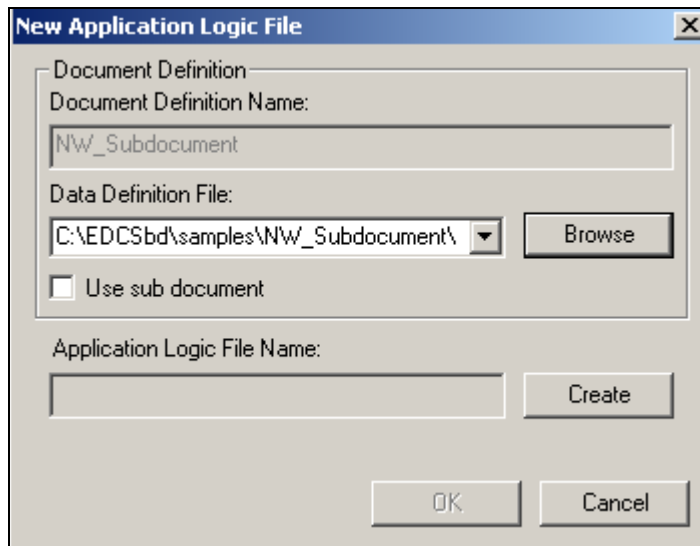 New Application Logic File
Document Definition
Document Definition Name:
NW_Subdocument
Data Definition File:
C:\EDCSbd\samples\NW_Subdocument\
Browse
Use sub document
Application Logic File Name:
Create
OK
Cancel